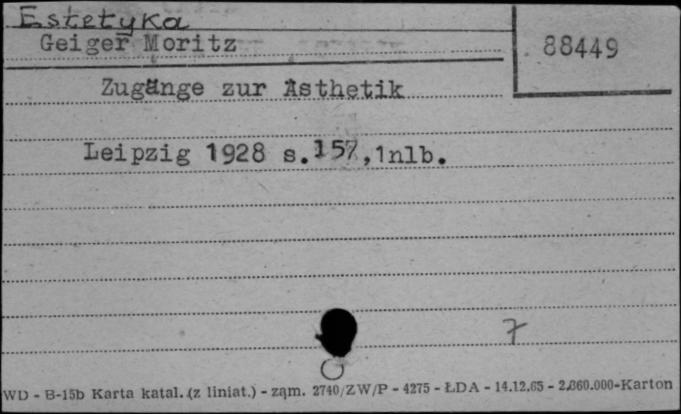 Estetyka
Geiger Moritz
88449
Zugänge zur Ästhetik
Leipzig 1928 s.157,1nlb.
7
WD - B-15b Karta katal. (z liniat.) - zam. 2740/ZW/P - 4275 - ŁDA - 14.12.65 - 2.860.000-Karton